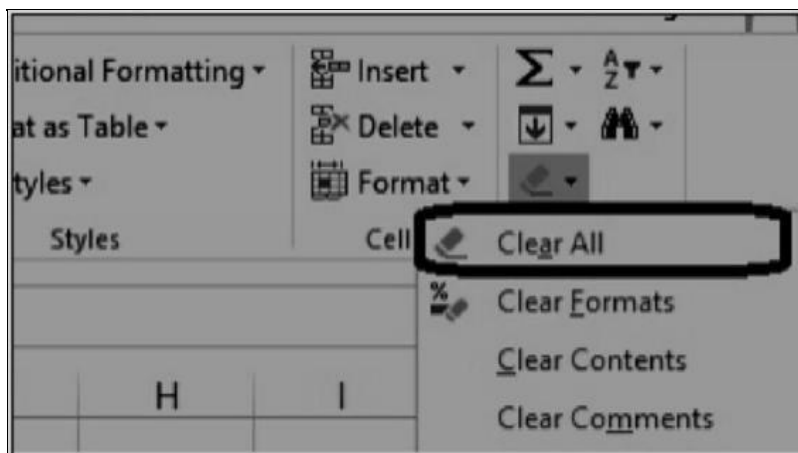 itional Formatting
Insert
at as Table
Delete
tyles
Format
Styles
Cell
Clear All
Clear Formats
Clear Contents
Clear Comments
H
I